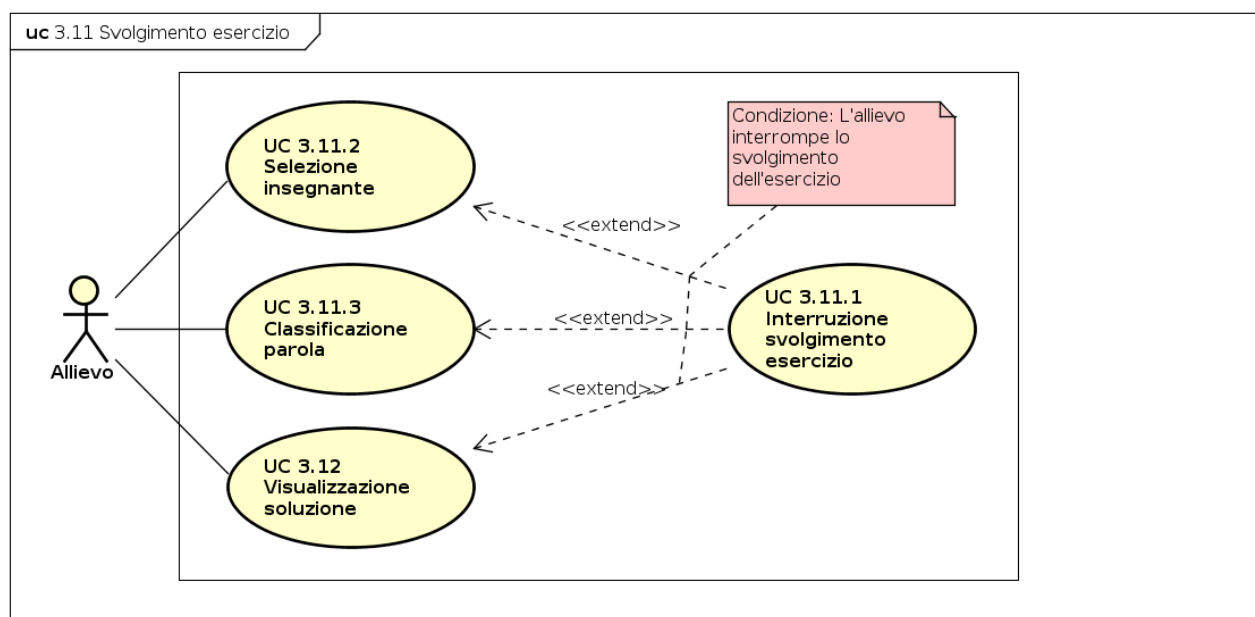 uc 3.11 Svolgimento esercizio
UC 3.11.2
Selezione
insegnante
Condizione: L'allievo
interrompe lo
svolgimento
dell'esercizio
<<extend>>
UC 3.11.3
Classificazione
parola
<<extend>>
UC 3.11.1
Interruzione
svolgimento
esercizio
Allievo
<<extend>>
UC 3.12
Visualizzazione
soluzione